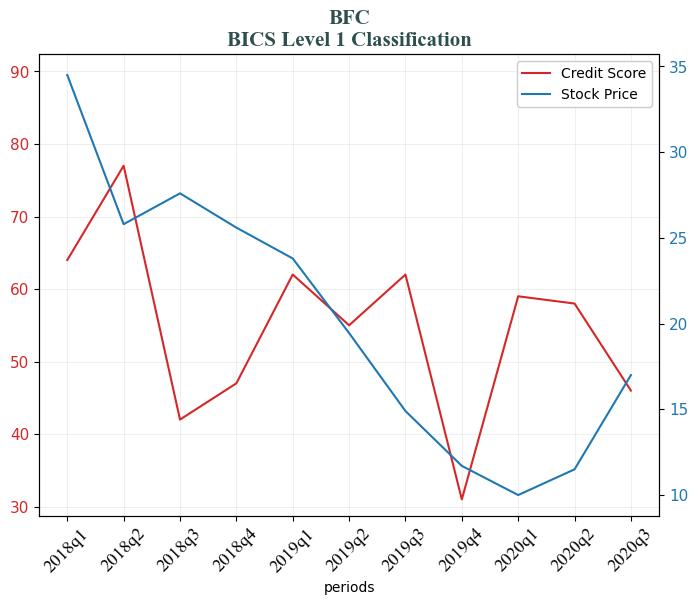 BFC
BICS Level 1 Classification
90
80
70
60
50
40
30
35
30
25
20
15
10
Credit Score
Stock Price
2018q1
2018q2
2018q3
2018q4
2019q1
2019q2
2019q3
2019q4
2020q1
2020q2
2020q3
periods